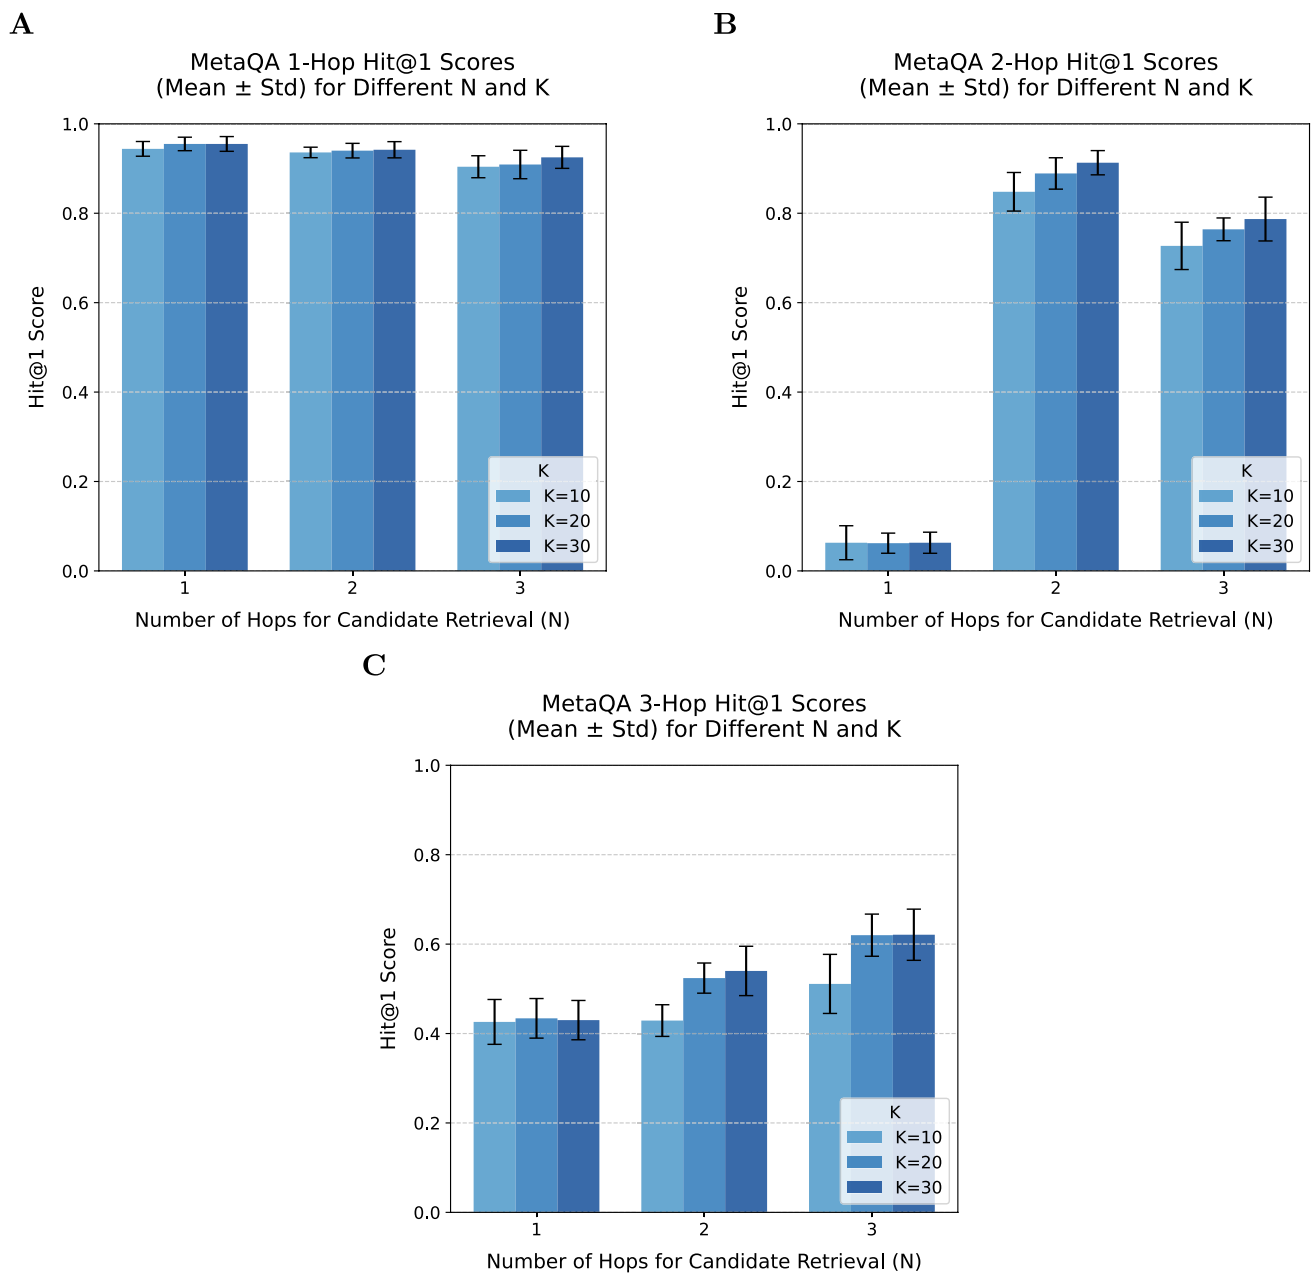 A
MetaQA 1-Hop Hit@1 Scores
(Mean ± Std) for Different N and K
Hit@1 Score
1.0
0.8
0.6
0.4
0.2
0.0
K
K=10
K=20
K=30
1 2 3
Number of Hops for Candidate Retrieval (N)
B
MetaQA 2-Hop Hit@1 Scores
(Mean ± Std) for Different N and K
Hit@1 Score
1.0
0.8
0.6
0.4
0.2
0.0
K
K=10
K=20
K=30
1 2 3
Number of Hops for Candidate Retrieval (N)
C
MetaQA 3-Hop Hit@1 Scores
(Mean ± Std) for Different N and K
Hit@1 Score
1.0
0.8
0.6
0.4
0.2
0.0
K
K=10
K=20
K=30
1 2 3
Number of Hops for Candidate Retrieval (N)